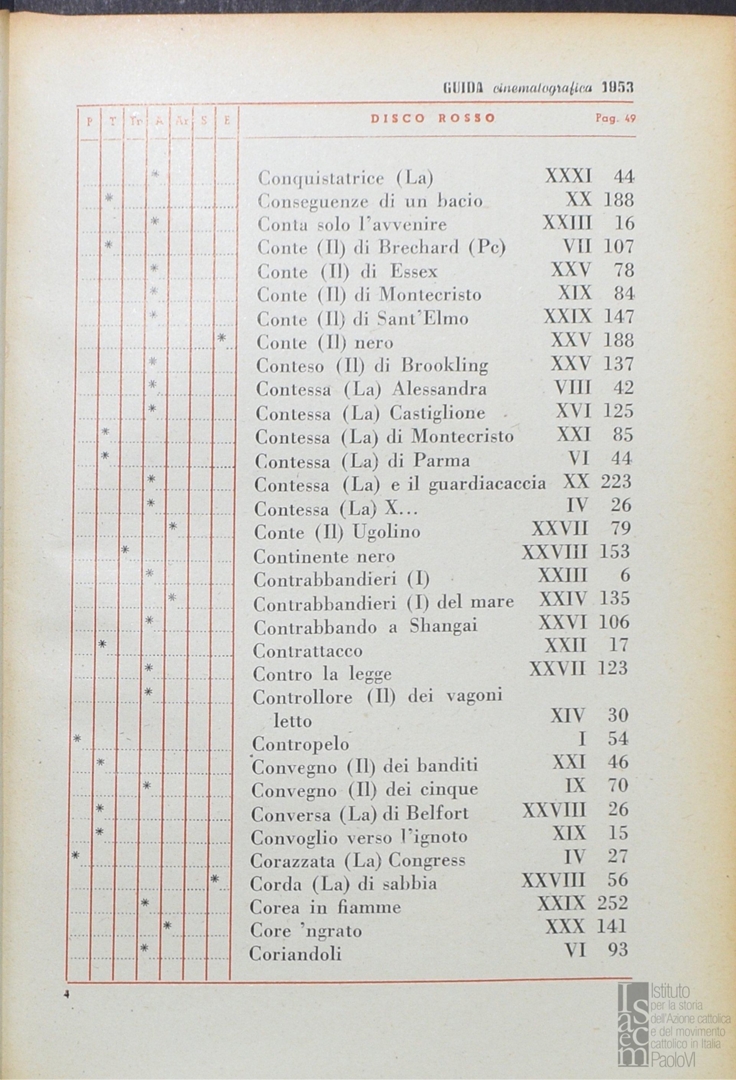 GUIDA cinematografica 1953
P T Tr A Ar S E DISCO ROSSO Pag. 49
* Conquistatrice (La) XXXI 44
* Conseguenze di un bacio XX 188
* Conta solo l'avvenire XXIII 16
* Conte (Il) di Brechard (Pc) VII 107
* Conte (Il) di Essex XXV 78
* Conte (Il) di Montecristo XIX 84
* Conte (Il) di Sant'Elmo XXIX 147
* Conte (Il) nero XXV 188
* Conteso (Il) di Brookling XXV 137
* Contessa (La) Alessandra VIII 42
* Contessa (La) Castiglione XVI 125
* Contessa (La) di Montecristo XXI 85
* Contessa (La) di Parma VI 44
* Contessa (La) e il guardiacaccia XX 223
* Contessa (La) X... IV 26
* Conte (Il) Ugolino XXVII 79
* Continente nero XXVIII 153
* Contrabbandieri (I) XXIII 6
* Contrabbandieri (I) del mare XXIV 135
* Contrabbando a Shangai XXVI 106
* Contrattacco XXII 17
* Contro la legge XXVII 123
* Controllore (Il) dei vagoni
letto XIV 30
* Contropelo I 54
* Convegno (Il) dei banditi XXI 46
* Convegno (Il) dei cinque IX 70
* Conversa (La) di Belfort XXVIII 26
* Convoglio verso l'ignoto XIX 15
* Corazzata (La) Congress IV 27
* Corda (La) di sabbia XXVIII 56
* Corea in fiamme XXIX 252
* Core 'ngrato XXX 141
* Coriandoli VI 93
4
Isacem
Istituto
per la storia
dell'Azione cattolica
e del movimento
cattolico in Italia
PaoloVI